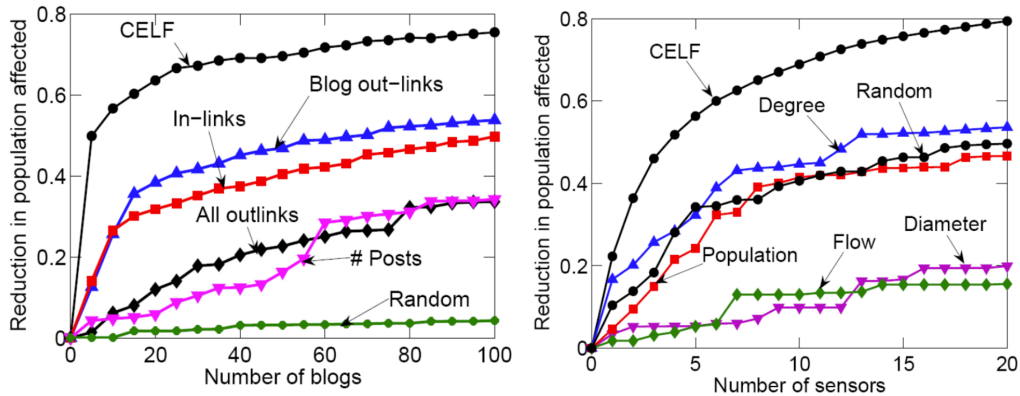 Reduction in population affected
0.8
0.6
0.4
0.2
0
0
20
40
60
80
100
Number of blogs
CELF
Blog out−links
In−links
All outlinks
# Posts
Random
Reduction in population affected
0.8
0.6
0.4
0.2
0
0
5
10
15
20
Number of sensors
CELF
Degree
Random
Population
Flow
Diameter